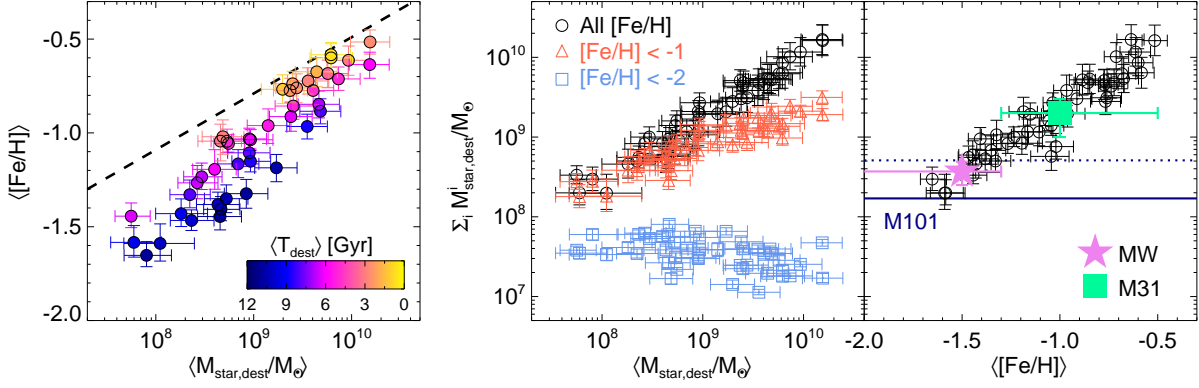 -0.5
-1.0
-1.5
-2.0
⟨[Fe/H]⟩
⟨T_dest⟩ [Gyr]
12 9 6 3 0
10^8 10^9 10^10
⟨M_star,dest/M_⊙⟩
All [Fe/H]
[Fe/H] < -1
[Fe/H] < -2
10^10
10^9
10^8
10^7
Σ_i M^i_star,dest/M_⊙
10^8 10^9 10^10
⟨M_star,dest/M_⊙⟩
M101
MW
M31
-2.0 -1.5 -1.0 -0.5
⟨[Fe/H]⟩